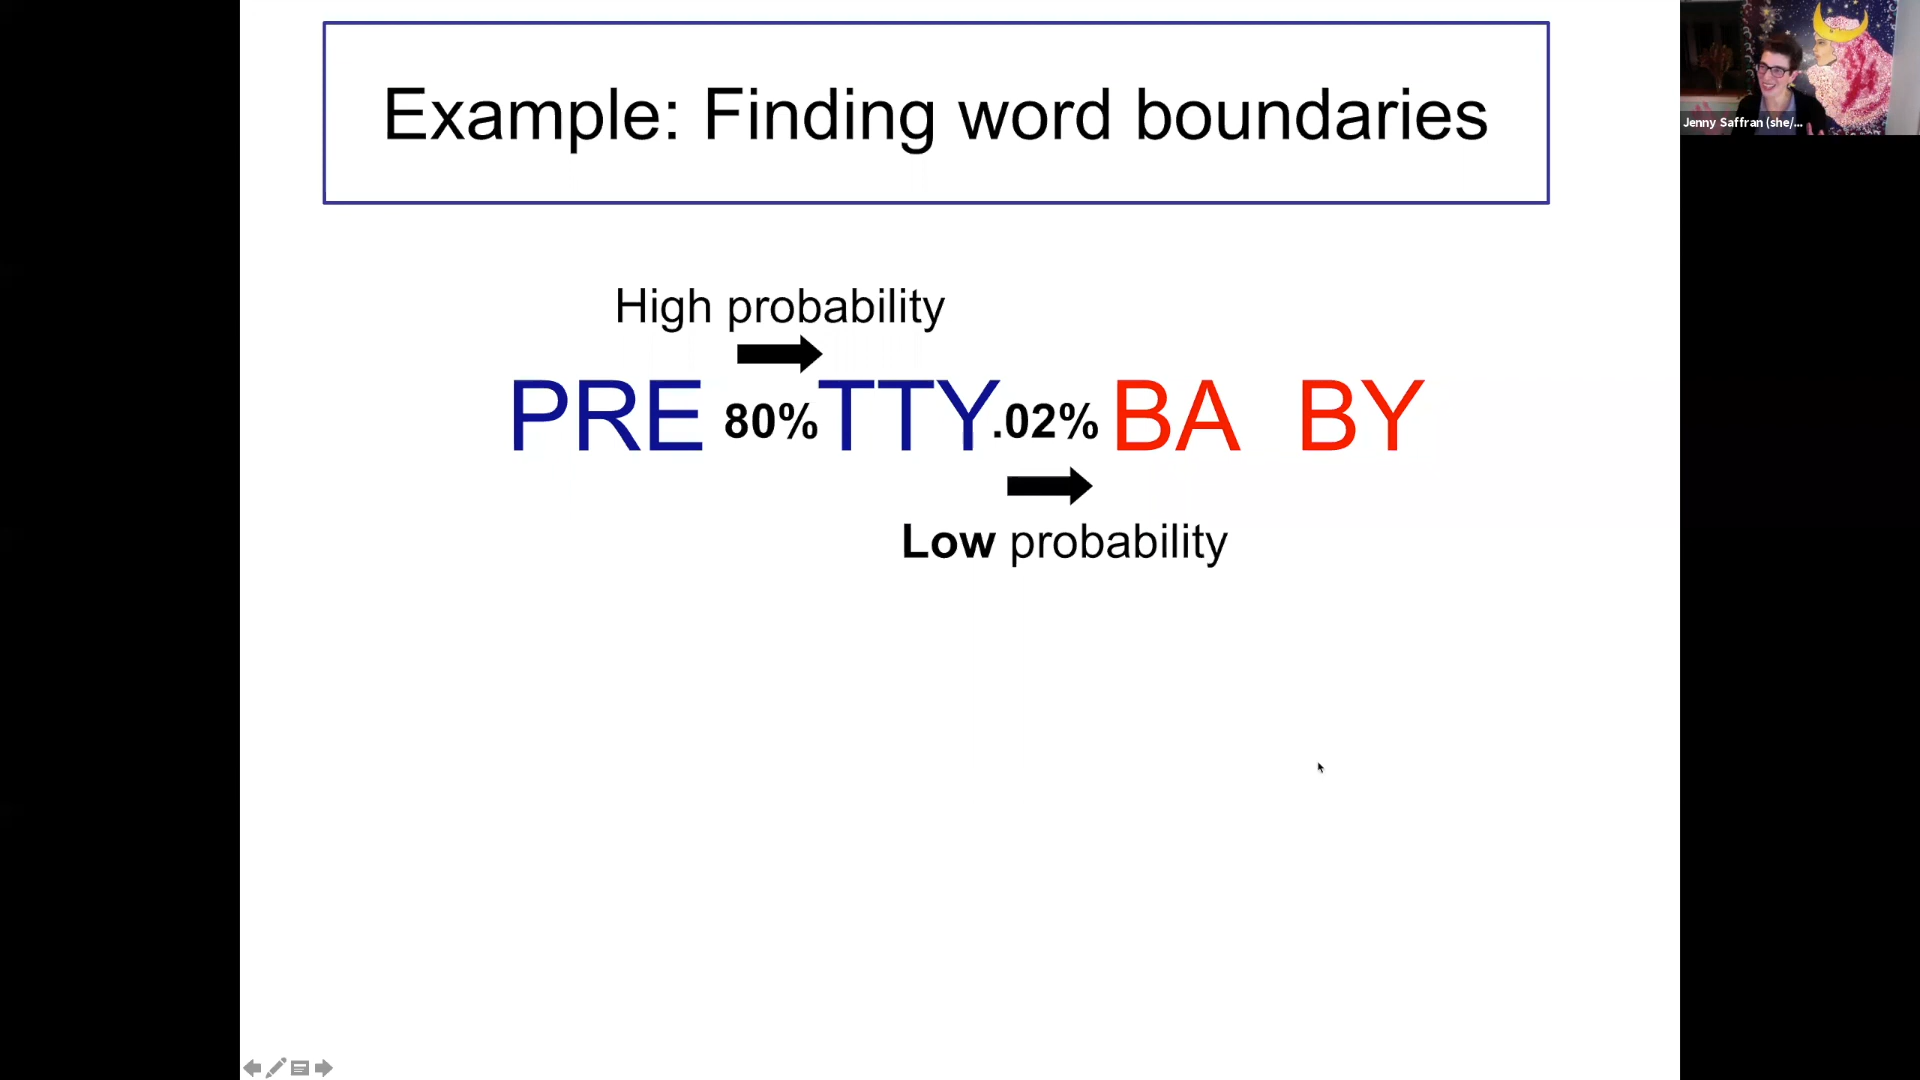 Example: Finding word boundaries
Jenny Saffran (she/...
High probability
PRE 80% TTY .02% BA BY
Low probability